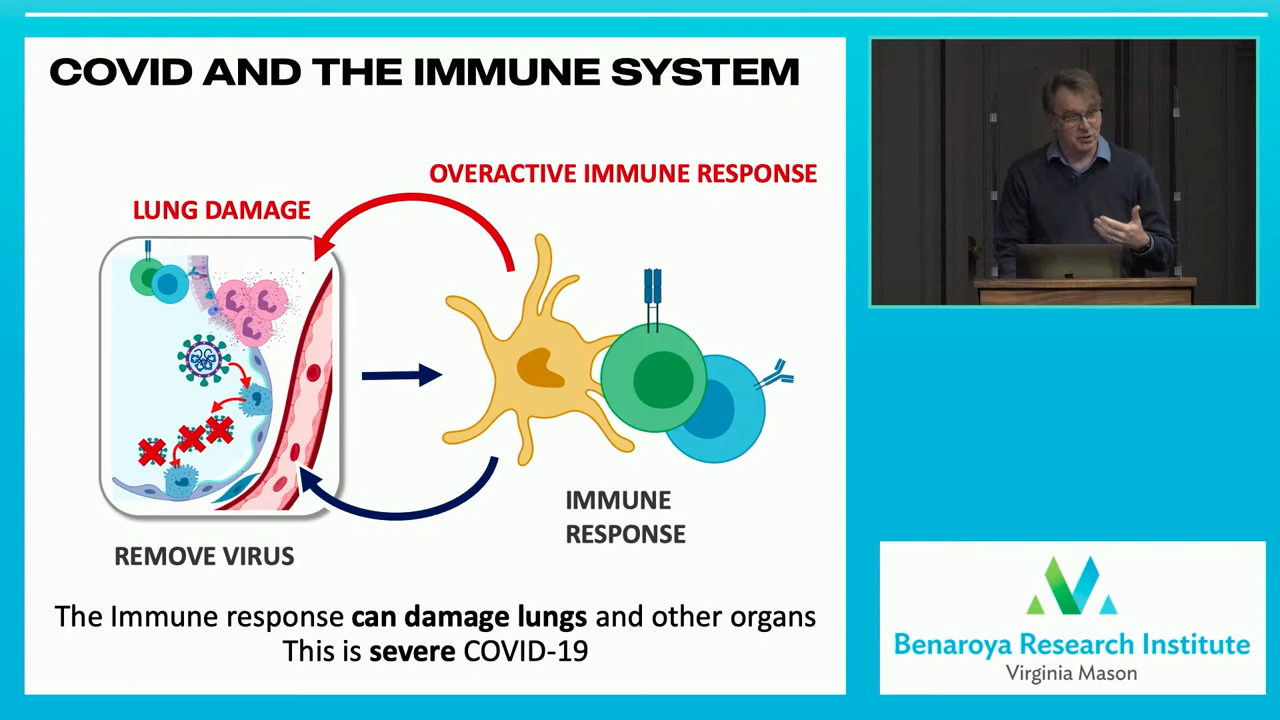 COVID AND THE IMMUNE SYSTEM
OVERACTIVE IMMUNE RESPONSE
LUNG DAMAGE
IMMUNE
RESPONSE
REMOVE VIRUS
The Immune response can damage lungs and other organs
This is severe COVID-19
Benaroya Research Institute
Virginia Mason